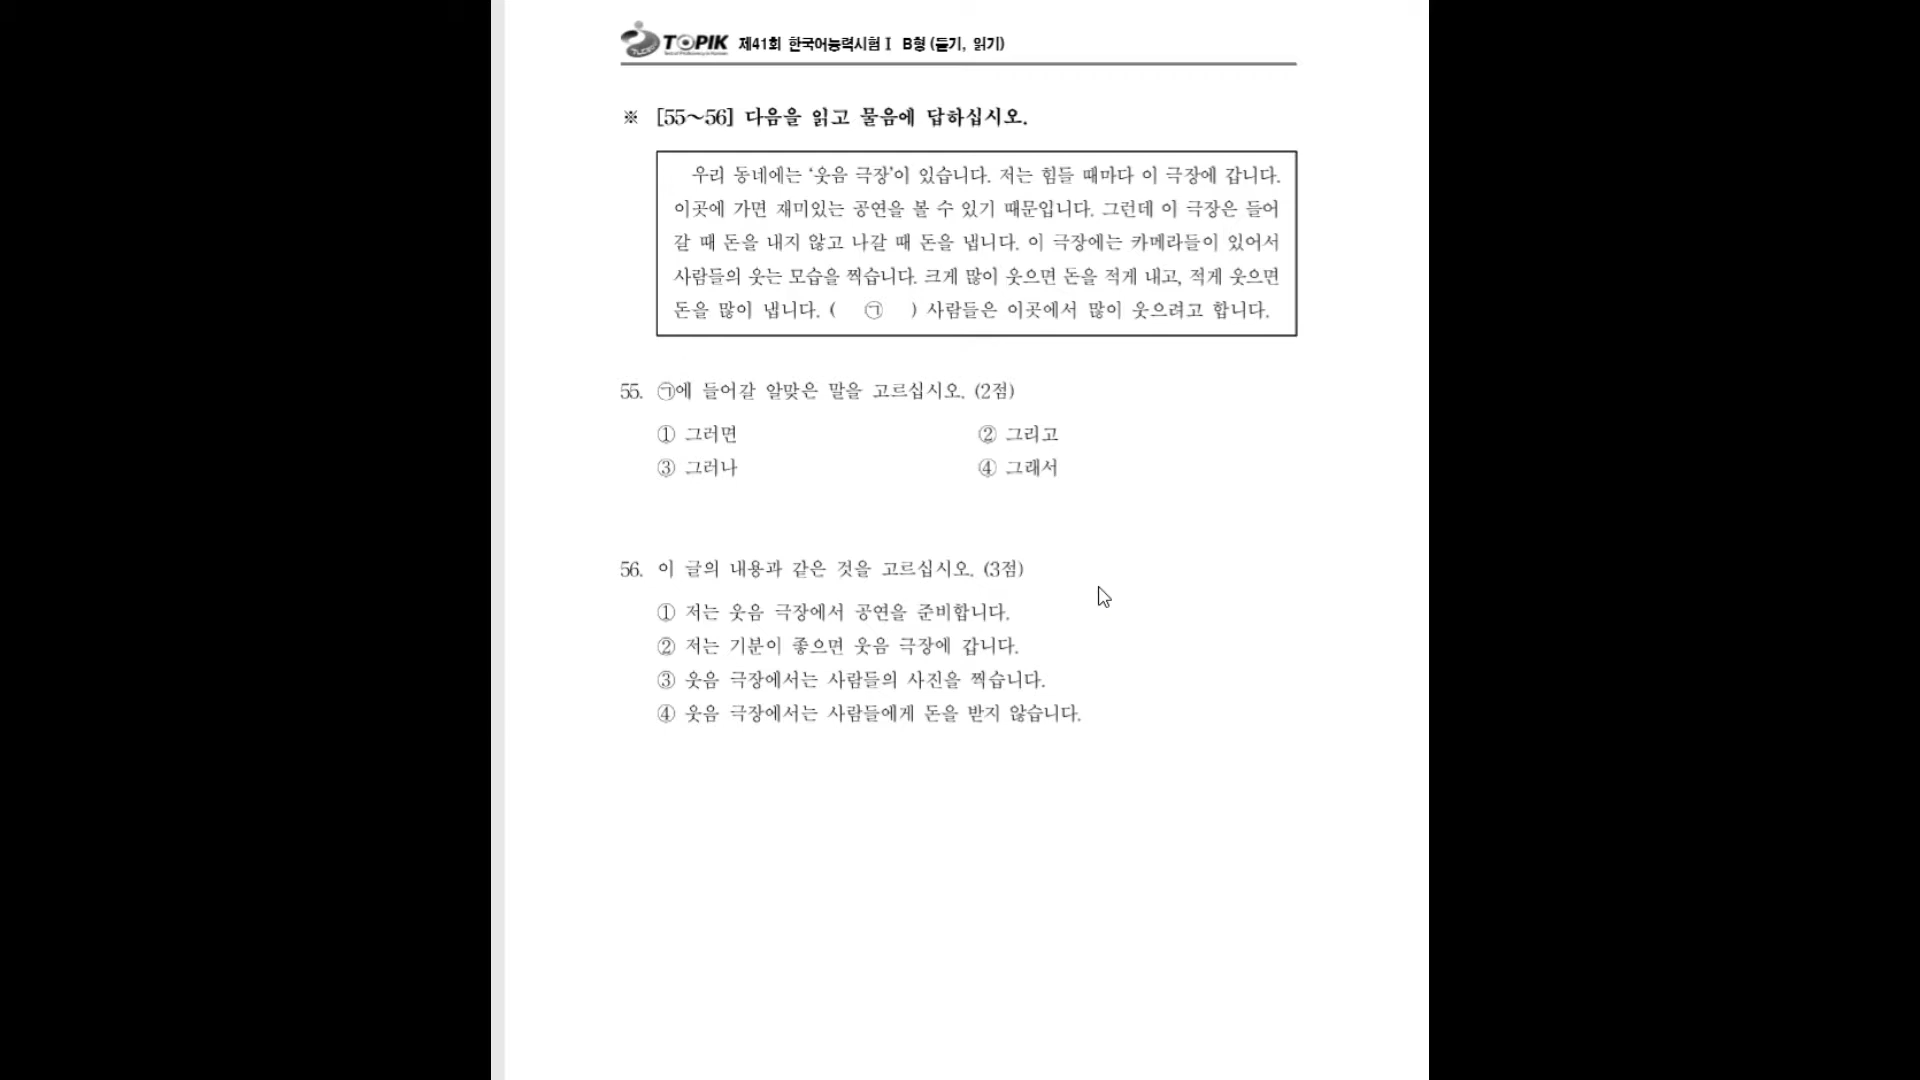 TOPIK 제41회 한국어능력시험Ⅰ B형 (듣기, 읽기)
※ [55～56] 다음을 읽고 물음에 답하십시오.
우리 동네에는 ‘웃음 극장’이 있습니다. 저는 힘들 때마다 이 극장에 갑니다.
이곳에 가면 재미있는 공연을 볼 수 있기 때문입니다. 그런데 이 극장은 들어
갈 때 돈을 내지 않고 나갈 때 돈을 냅니다. 이 극장에는 카메라들이 있어서
사람들의 웃는 모습을 찍습니다. 크게 많이 웃으면 돈을 적게 내고, 적게 웃으면
돈을 많이 냅니다. ( ㉠ ) 사람들은 이곳에서 많이 웃으려고 합니다.
55. ㉠에 들어갈 알맞은 말을 고르십시오. (2점)
① 그러면 ② 그리고
③ 그러나 ④ 그래서
56. 이 글의 내용과 같은 것을 고르십시오. (3점)
① 저는 웃음 극장에서 공연을 준비합니다.
② 저는 기분이 좋으면 웃음 극장에 갑니다.
③ 웃음 극장에서는 사람들의 사진을 찍습니다.
④ 웃음 극장에서는 사람들에게 돈을 받지 않습니다.